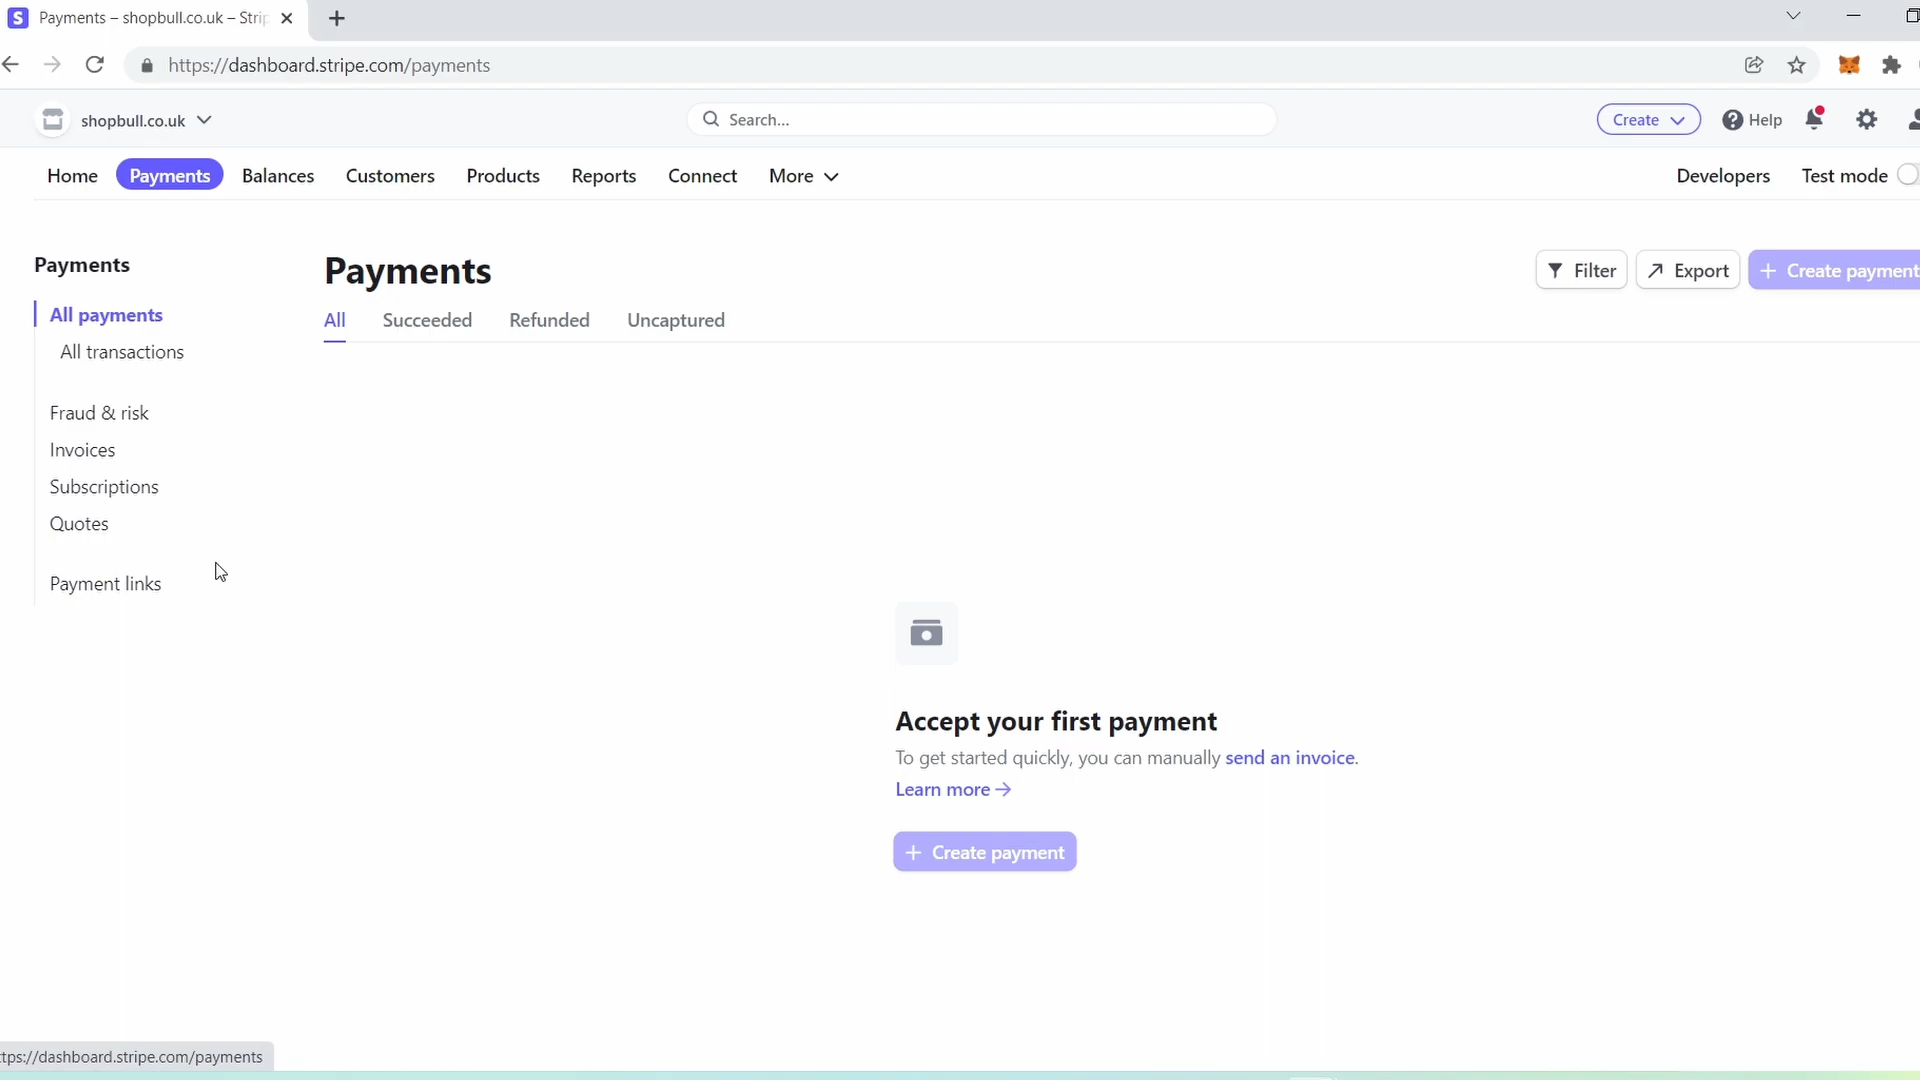 Payments – shopbull.co.uk – Strip
https://dashboard.stripe.com/payments
shopbull.co.uk
Search...
Create
Help
Home
Payments
Balances
Customers
Products
Reports
Connect
More
Developers
Test mode
Payments
All payments
All transactions
Fraud & risk
Invoices
Subscriptions
Quotes
Payment links
Payments
Filter
Export
Create payment
All
Succeeded
Refunded
Uncaptured
Accept your first payment
To get started quickly, you can manually send an invoice.
Learn more →
+ Create payment
tps://dashboard.stripe.com/payments